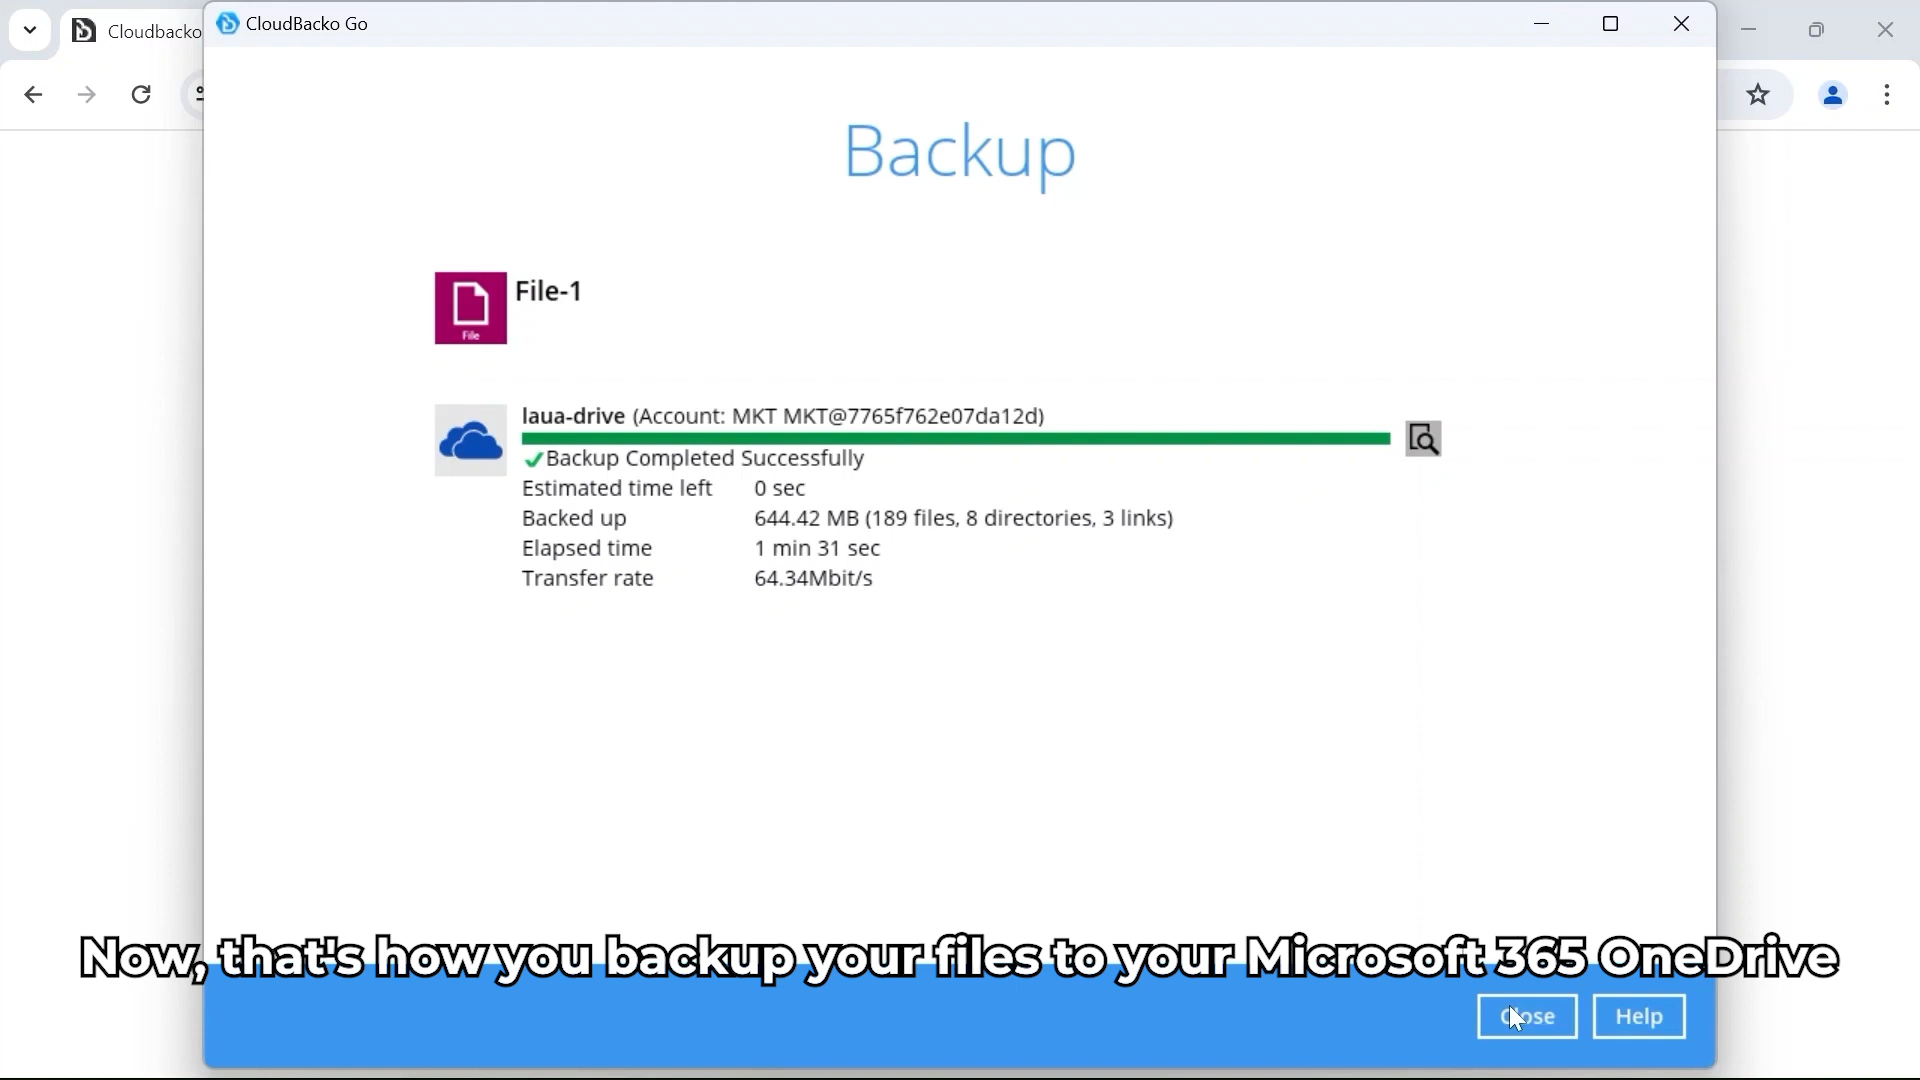 Cloudbacko
CloudBacko Go
Backup
File-1
File
laua-drive (Account: MKT MKT@7765f762e07da12d)
Backup Completed Successfully
Estimated time left 0 sec
Backed up 644.42 MB (189 files, 8 directories, 3 links)
Elapsed time 1 min 31 sec
Transfer rate 64.34Mbit/s
Now, that's how you backup your files to your Microsoft 365 OneDrive
Close Help